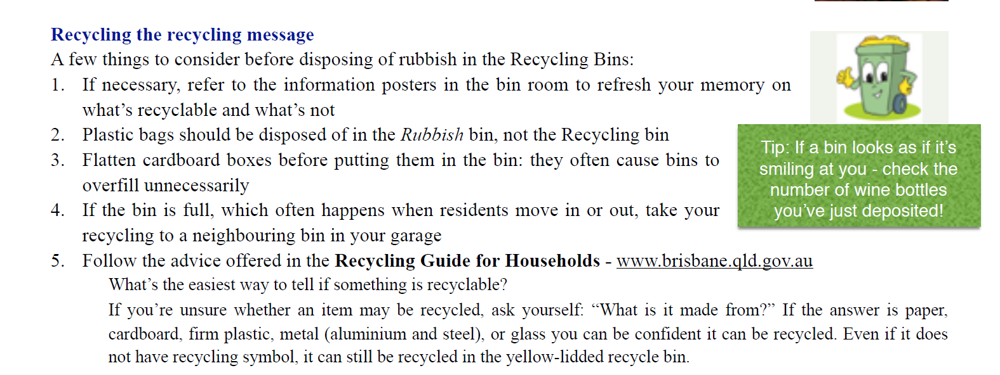 Recycling the recycling message
A few things to consider before disposing of rubbish in the Recycling Bins:
1. If necessary, refer to the information posters in the bin room to refresh your memory on
what's recyclable and what's not
2. Plastic bags should be disposed of in the Rubbish bin, not the Recycling bin
3. Flatten cardboard boxes before putting them in the bin: they often cause bins to
overfill unnecessarily
4. If the bin is full, which often happens when residents move in or out, take your
recycling to a neighbouring bin in your garage
5. Follow the advice offered in the Recycling Guide for Households - www.brisbane.qld.gov.au
What's the easiest way to tell if something is recyclable?
If you're unsure whether an item may be recycled, ask yourself: “What is it made from?” If the answer is paper,
cardboard, firm plastic, metal (aluminium and steel), or glass you can be confident it can be recycled. Even if it does
not have recycling symbol, it can still be recycled in the yellow-lidded recycle bin.
Tip: If a bin looks as if it's
smiling at you - check the
number of wine bottles
you've just deposited!